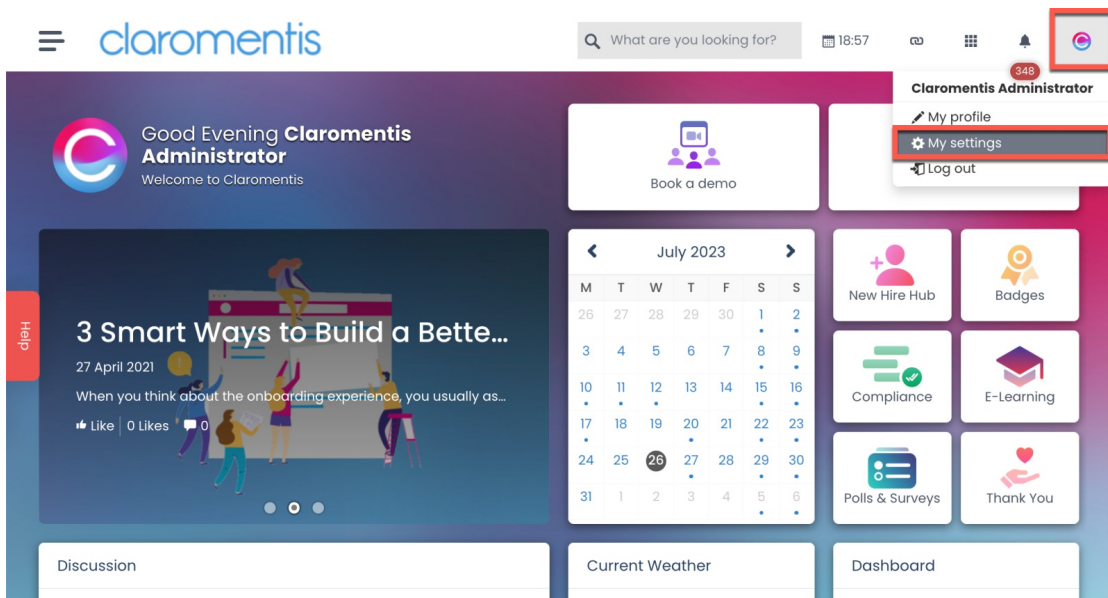 claromentis
What are you looking for?
18:57
348
Claromentis Administrator
My profile
My settings
Log out
Good Evening Claromentis
Administrator
Welcome to Claromentis
Book a demo
Help
3 Smart Ways to Build a Bette...
27 April 2021
When you think about the onboarding experience, you usually as...
Like 0 Likes 0
July 2023
M T W T F S S
26 27 28 29 30 1 2
3 4 5 6 7 8 9
10 11 12 13 14 15 16
17 18 19 20 21 22 23
24 25 26 27 28 29 30
31 1 2 3 4 5 6
New Hire Hub
Badges
Compliance
E-Learning
Polls & Surveys
Thank You
Discussion
Current Weather
Dashboard